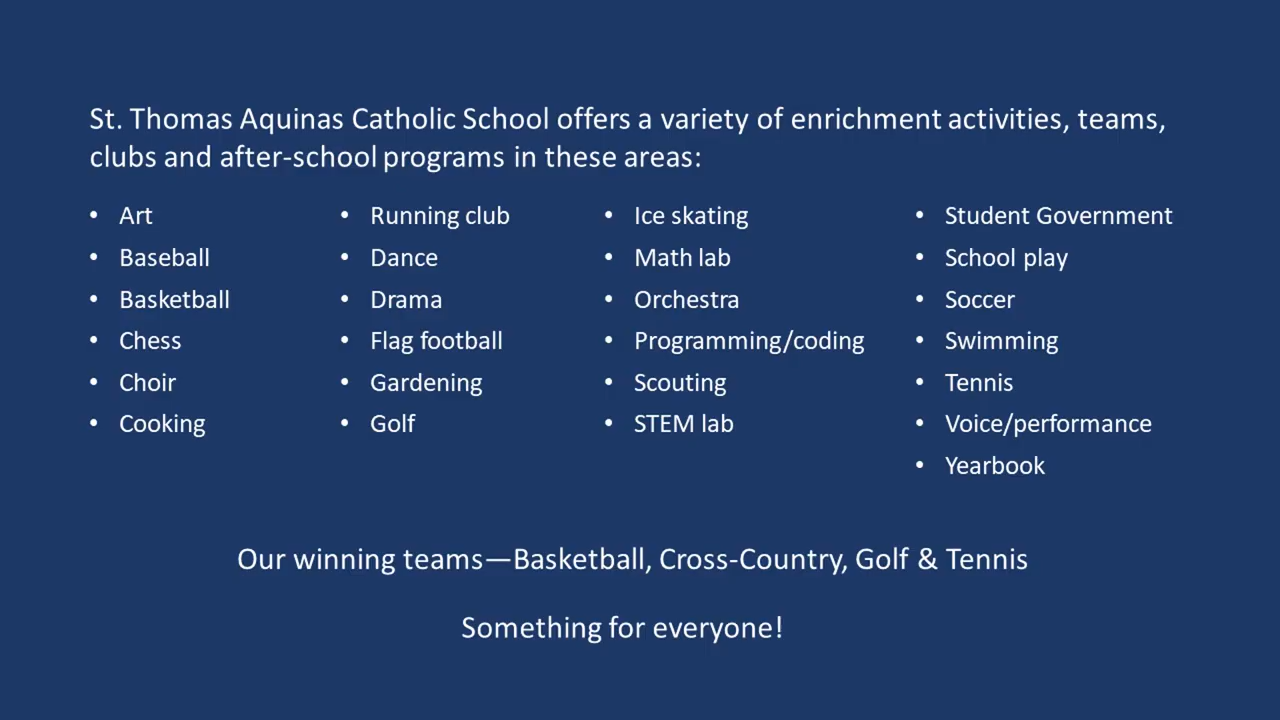 St. Thomas Aquinas Catholic School offers a variety of enrichment activities, teams,
clubs and after-school programs in these areas:
• Art
• Baseball
• Basketball
• Chess
• Choir
• Cooking
• Running club
• Dance
• Drama
• Flag football
• Gardening
• Golf
• Ice skating
• Math lab
• Orchestra
• Programming/coding
• Scouting
• STEM lab
• Student Government
• School play
• Soccer
• Swimming
• Tennis
• Voice/performance
• Yearbook
Our winning teams—Basketball, Cross-Country, Golf & Tennis
Something for everyone!